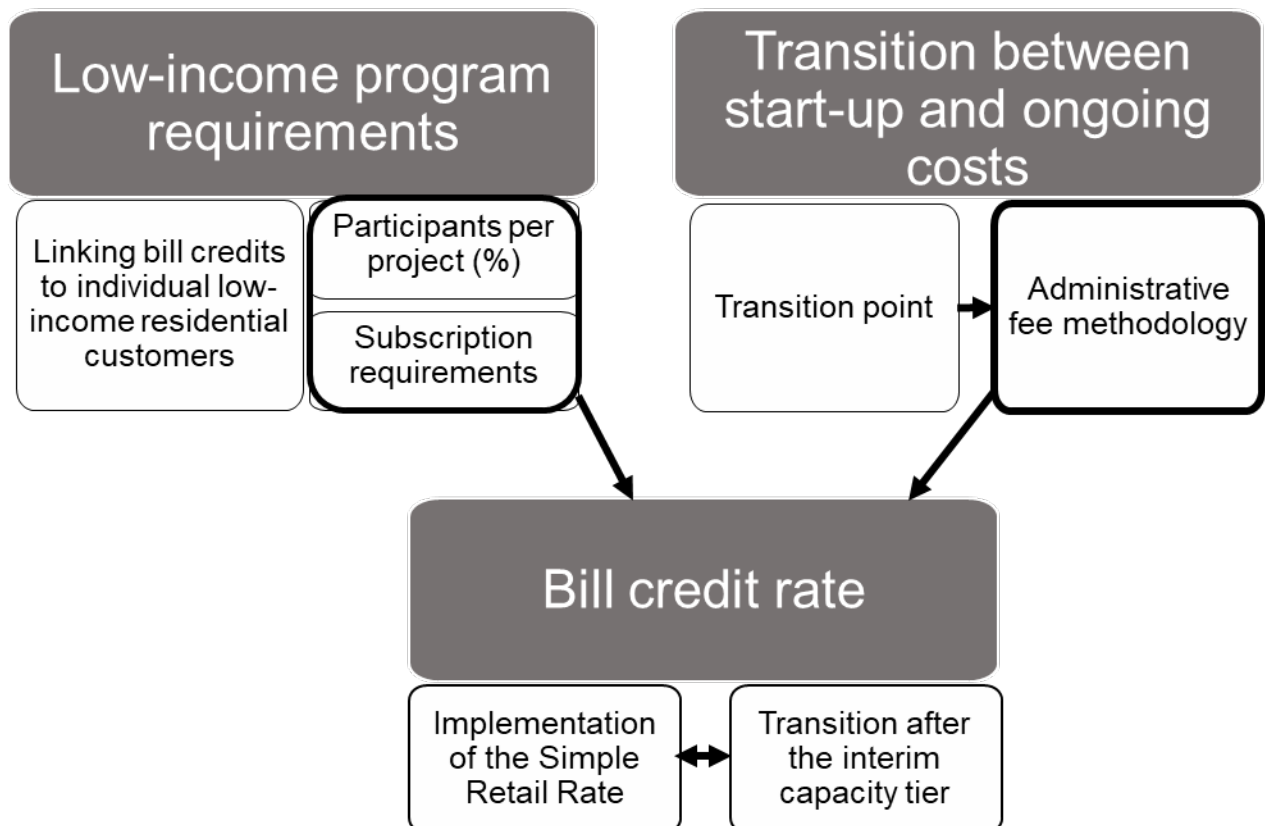 Low-income program
requirements
Transition between
start-up and ongoing
costs
Linking bill credits
to individual low-
income residential
customers
Participants per
project (%)
Subscription
requirements
Transition point
Administrative
fee methodology
Bill credit rate
Implementation
of the Simple
Retail Rate
Transition after
the interim
capacity tier